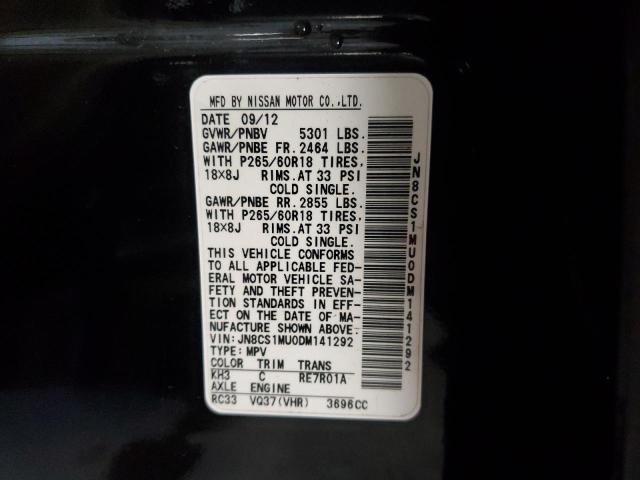 MFD BY NISSAN MOTOR CO.,LTD.
DATE 09/12
GVWR/PNBV 5301 LBS.
GAWR/PNBE FR. 2464 LBS.
WITH P265/60R18 TIRES,
18X8J RIMS.AT 33 PSI
COLD SINGLE.
GAWR/PNBE RR. 2855 LBS.
WITH P265/60R18 TIRES,
18X8J RIMS.AT 33 PSI
COLD SINGLE.
THIS VEHICLE CONFORMS
TO ALL APPLICABLE FED-
ERAL MOTOR VEHICLE SA-
FETY AND THEFT PREVEN-
TION STANDARDS IN EFF-
ECT ON THE DATE OF MA-
NUFACTURE SHOWN ABOVE.
VIN:JN8CS1MU0DM141292
TYPE:MPV
COLOR TRIM TRANS
KH3 C RE7R01A
AXLE ENGINE
RC33 VQ37(VHR) 3696CC
JN8CS1MU0DM141292